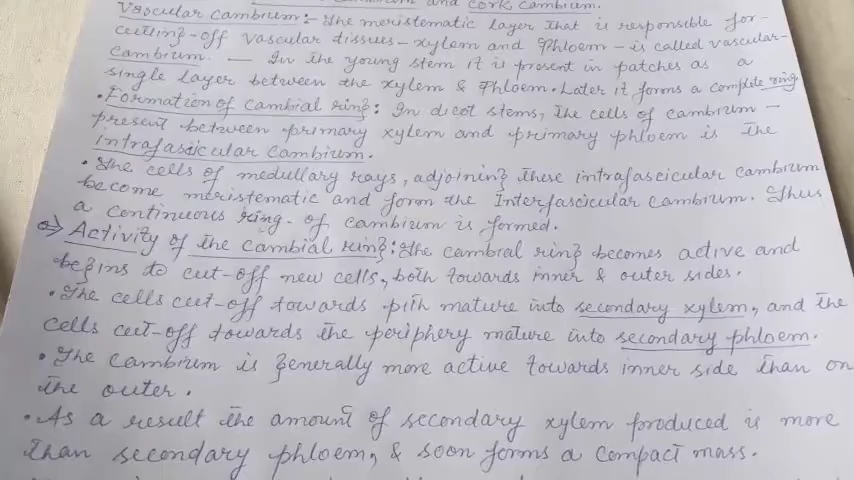 and cork cambium.
Vascular cambium:- The meristematic layer that is responsible for-
cutting-off vascular tissues - xylem and Phloem - is called vascular-
cambium. — In the young stem it is present in patches as a
single layer between the xylem & Phloem. Later it forms a complete ring
• Formation of cambial ring: In dicot stems, the cells of cambium -
present between primary xylem and primary phloem is the
intrafascicular cambium.
• The cells of medullary rays, adjoining these intrafascicular cambium
become meristematic and form the Interfascicular cambium. Thus
a continuous ring- of cambium is formed.
⇒ Activity of the cambial ring: The cambial ring becomes active and
begins to cut-off new cells, both towards inner & outer sides.
• The cells cut-off towards pith mature into secondary xylem, and the
cells cut-off towards the periphery mature into secondary phloem.
• The cambium is generally more active towards inner side than on
the outer.
• As a result the amount of secondary xylem produced is more
than secondary phloem, & soon forms a compact mass.